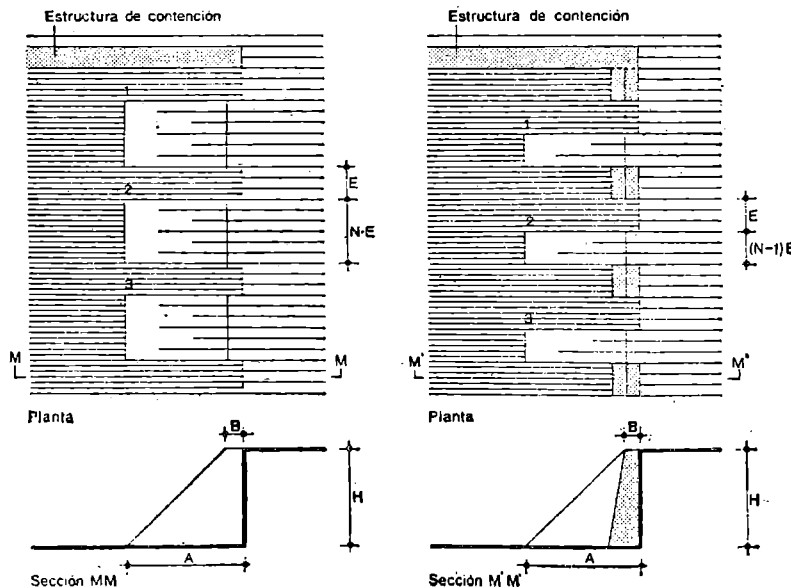 Estructura de contención
1
2
3
E
N·E
M
M
Planta
B
H
A
Sección MM
Estructura de contención
1
2
3
E
(N-1)E
M'
M'
Planta
B
H
A
Sección M'M'